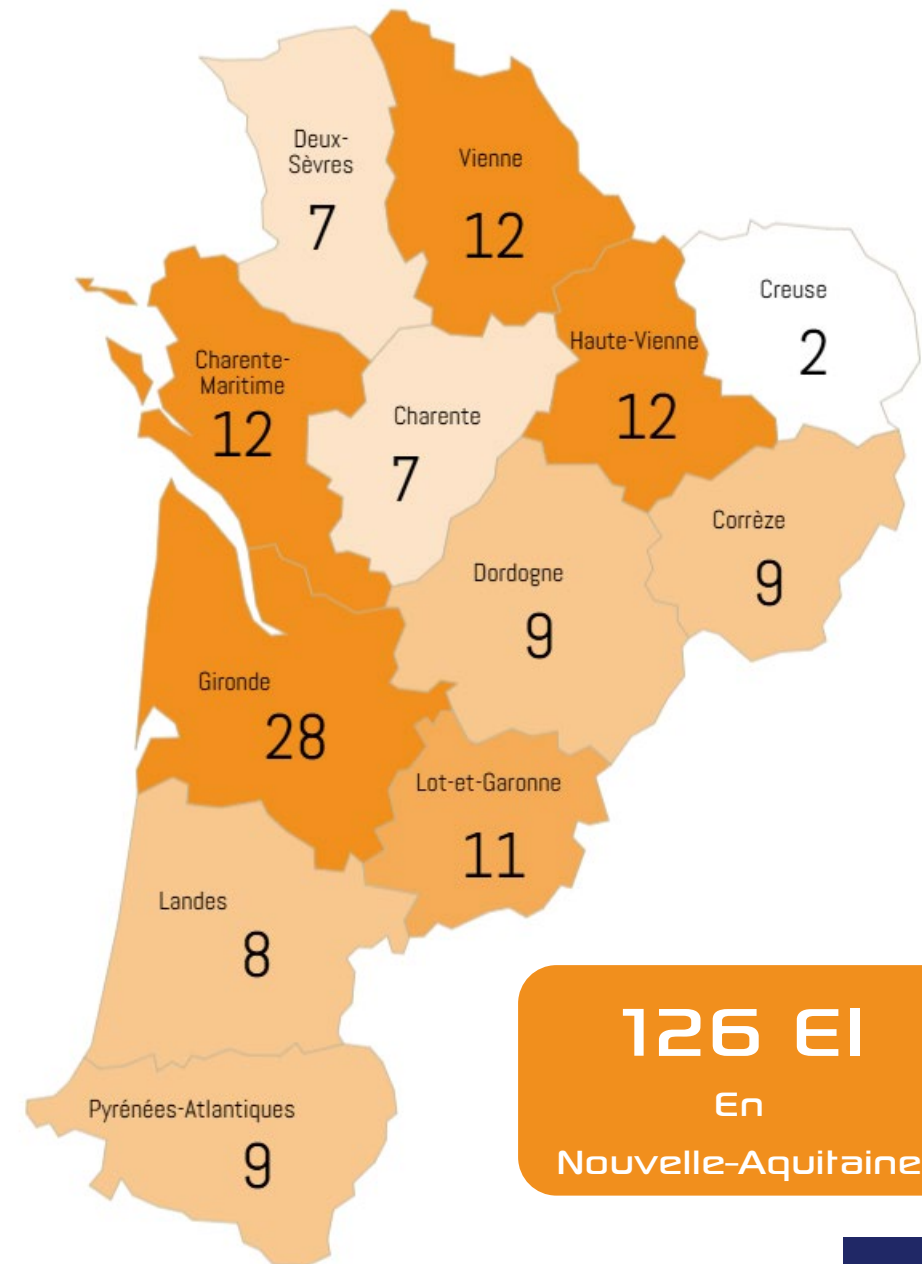 Deux-
Sèvres
7
Vienne
12
Creuse
2
Haute-Vienne
12
Charente-
Maritime
12
Charente
7
Corrèze
9
Dordogne
9
Gironde
28
Lot-et-Garonne
11
Landes
8
Pyrénées-Atlantiques
9
126 EI
En
Nouvelle-Aquitaine